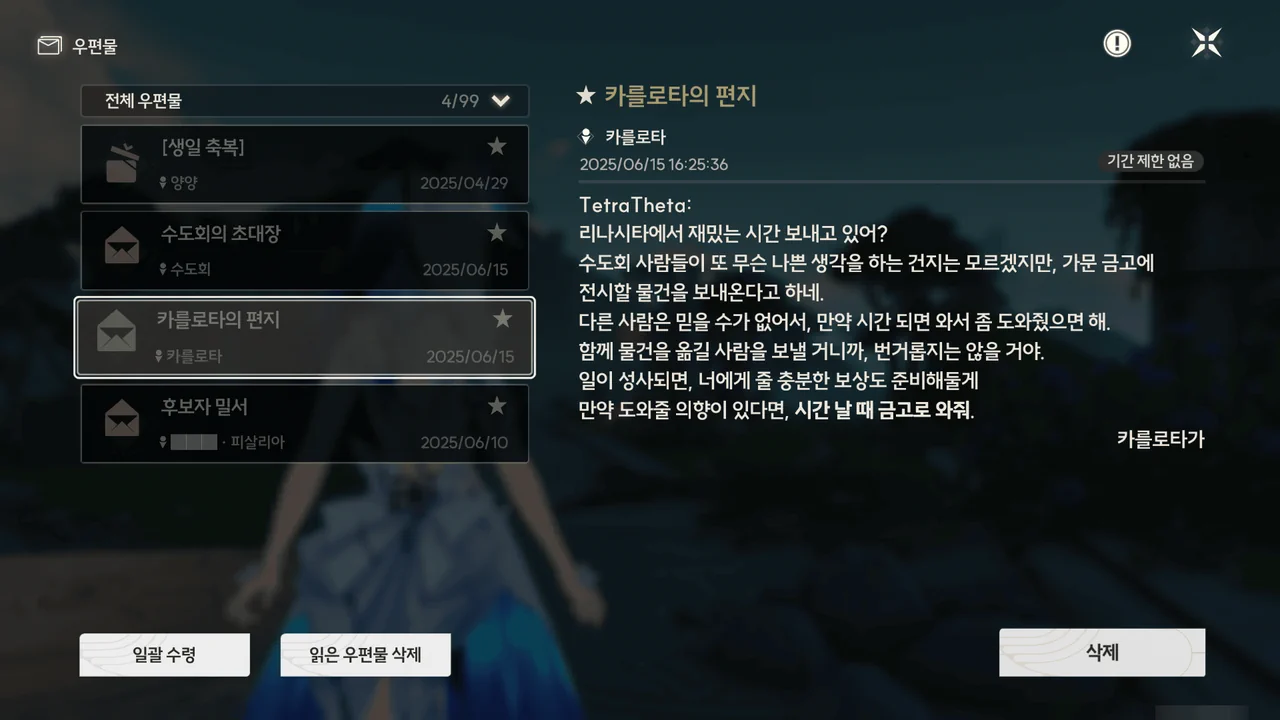 우편물
전체 우편물 4/99
[생일 축복]
양양 2025/04/29
수도회의 초대장
수도회 2025/06/15
카를로타의 편지
카를로타 2025/06/15
후보자 밀서
████ · 피살리아 2025/06/10
일괄 수령
읽은 우편물 삭제
카를로타의 편지
카를로타
2025/06/15 16:25:36
기간 제한 없음
TetraTheta:
리나시타에서 재밌는 시간 보내고 있어?
수도회 사람들이 또 무슨 나쁜 생각을 하는 건지는 모르겠지만, 가문 금고에
전시할 물건을 보내온다고 하네.
다른 사람은 믿을 수가 없어서, 만약 시간 되면 와서 좀 도와줬으면 해.
함께 물건을 옮길 사람을 보낼 거니까, 번거롭지는 않을 거야.
일이 성사되면, 너에게 줄 충분한 보상도 준비해둘게
만약 도와줄 의향이 있다면, 시간 날 때 금고로 와줘.
카를로타가
삭제